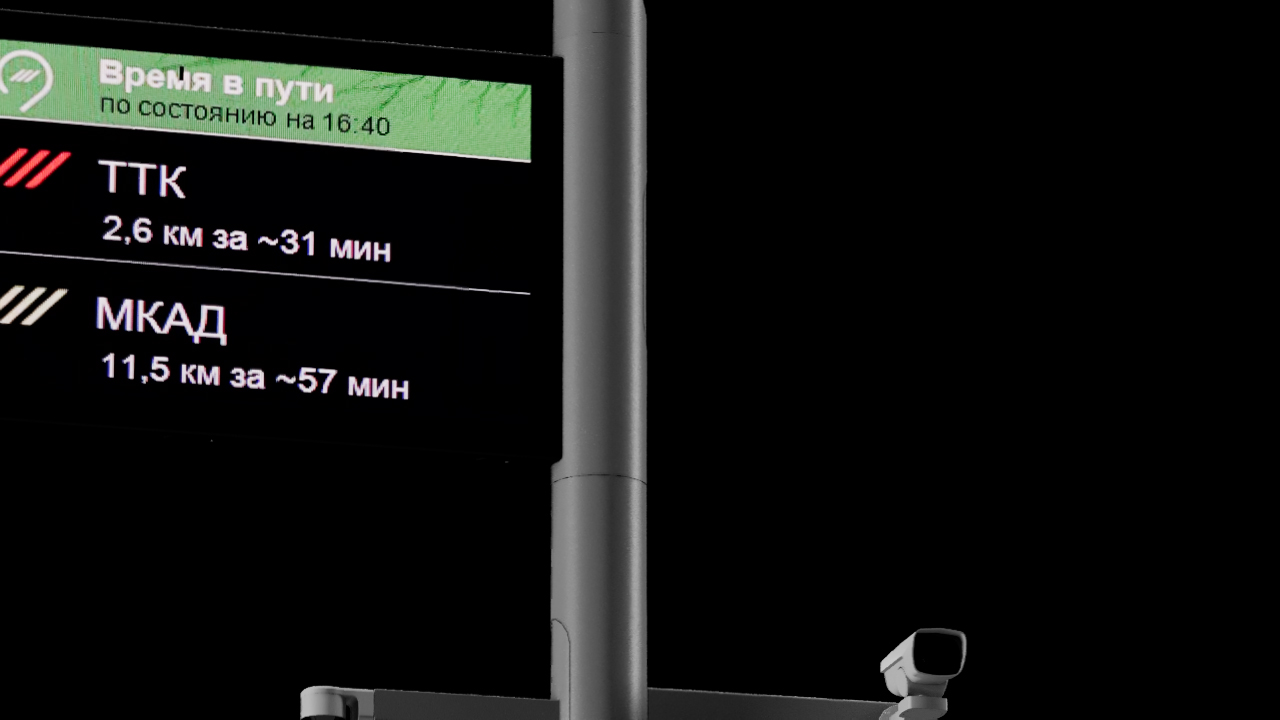 Время в пути
по состоянию на 16:40
ТТК
2,6 км за ~31 мин
МКАД
11,5 км за ~57 мин